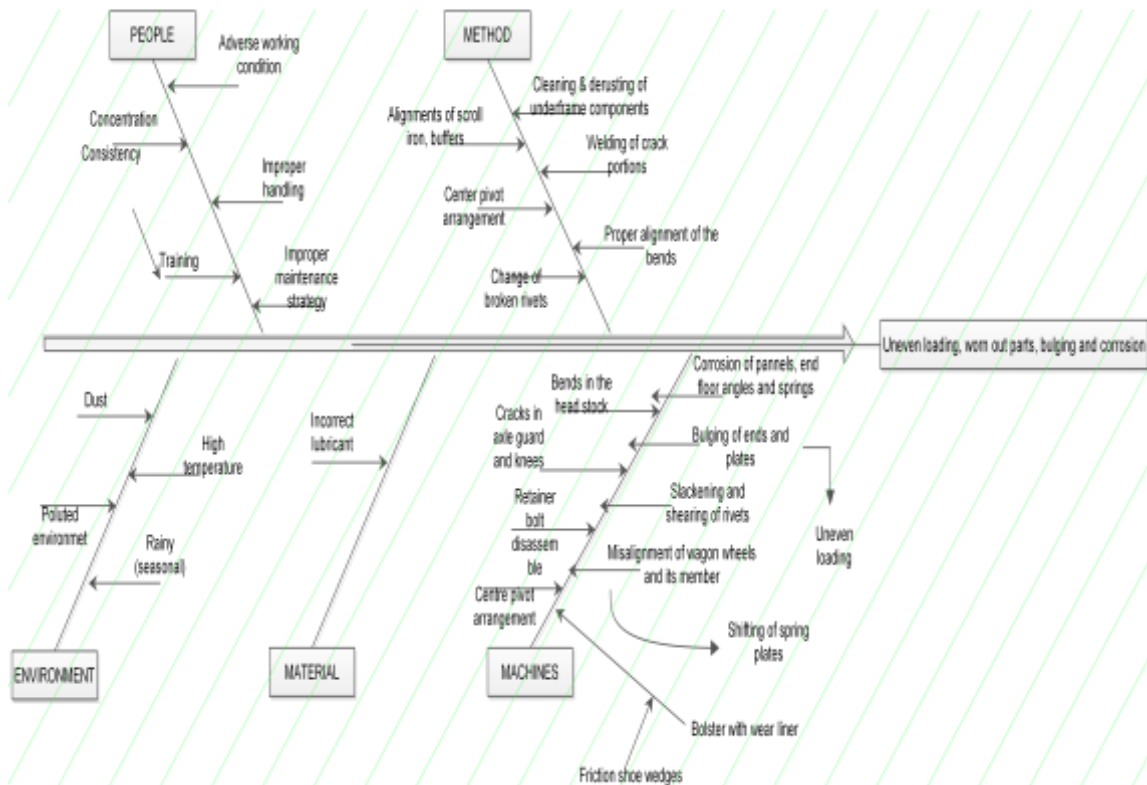 PEOPLE
Adverse working
condition
Concentration
Consistency
Improper
handling
Training
Improper
maintenance
strategy
METHOD
Cleaning & derusting of
underframe components
Alignments of scroll
iron, buffers
Welding of crack
portions
Center pivot
arrangement
Proper alignment of the
bends
Change of
broken rivets
Uneven loading, worn out parts, bulging and corrosion
Dust
High
temperature
Poluted
environmet
Rainy
(seasonal)
ENVIRONMENT
Incorrect
lubricant
MATERIAL
Corrosion of pannels, end
floor angles and springs
Bends in the
head stock
Cracks in
axle guard
and knees
Bulging of ends and
plates
Uneven
loading
Slackening and
shearing of rivets
Retainer
bolt
disassem
ble
Misalignment of wagon wheels
and its member
Centre pivot
arrangement
Shifting of spring
plates
MACHINES
Bolster with wear liner
Friction shoe wedges